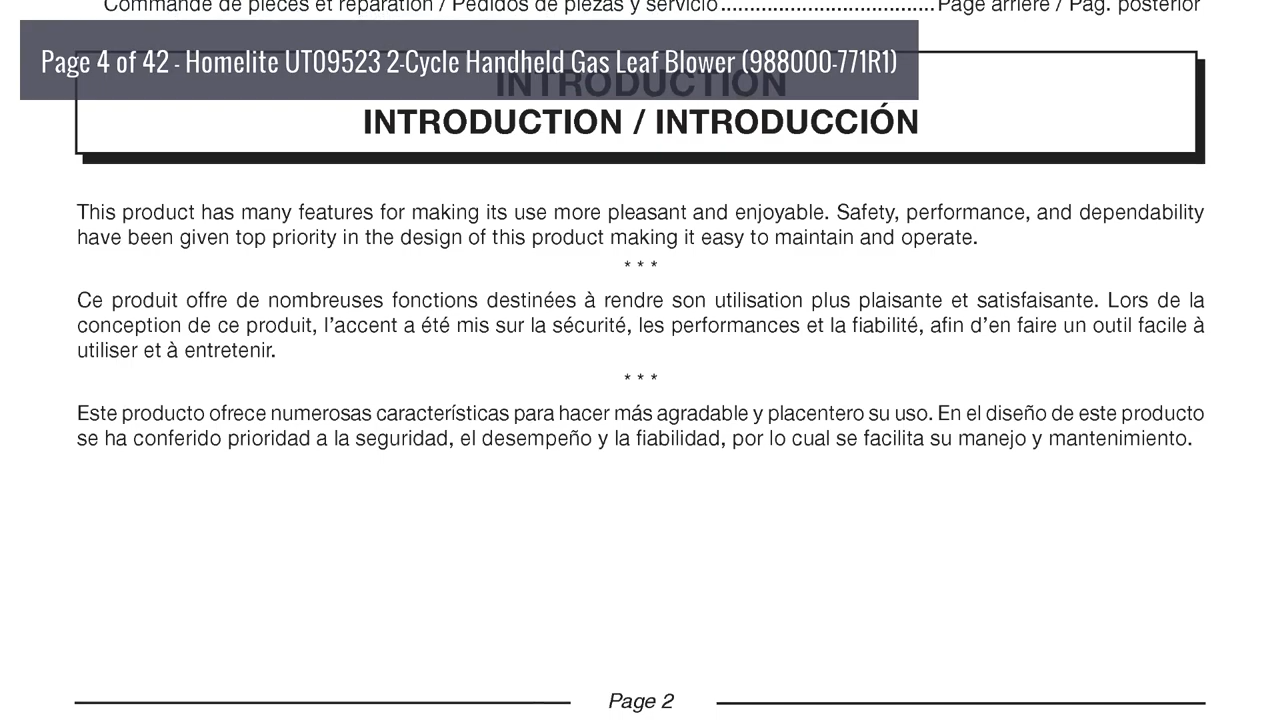 Commande de pièces et réparation / Pedidos de piezas y servicio.....................................Page arrière / Pág. posterior
Page 4 of 42 - Homelite UT09523 2-Cycle Handheld Gas Leaf Blower (988000-771R1)
INTRODUCTION
INTRODUCTION / INTRODUCCIÓN
This product has many features for making its use more pleasant and enjoyable. Safety, performance, and dependability
have been given top priority in the design of this product making it easy to maintain and operate.
* * *
Ce produit offre de nombreuses fonctions destinées à rendre son utilisation plus plaisante et satisfaisante. Lors de la
conception de ce produit, l’accent a été mis sur la sécurité, les performances et la fiabilité, afin d’en faire un outil facile à
utiliser et à entretenir.
* * *
Este producto ofrece numerosas características para hacer más agradable y placentero su uso. En el diseño de este producto
se ha conferido prioridad a la seguridad, el desempeño y la fiabilidad, por lo cual se facilita su manejo y mantenimiento.
Page 2